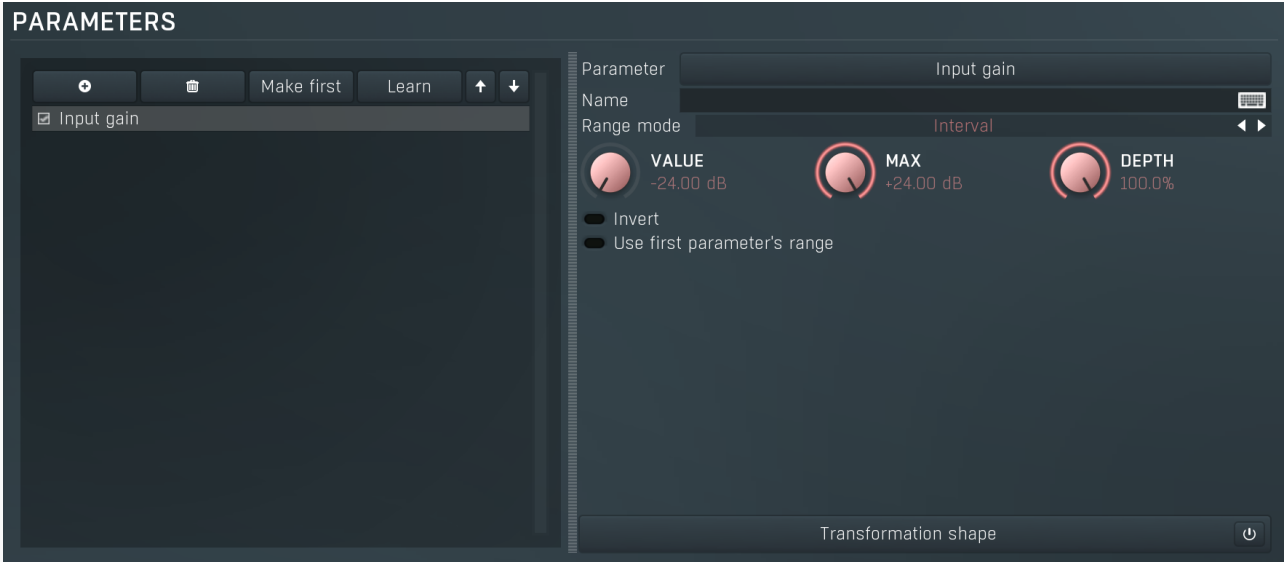 PARAMETERS
Make first
Learn
Input gain
Parameter
Input gain
Name
Range mode
Interval
VALUE
-24.00 dB
MAX
+24.00 dB
DEPTH
100.0%
Invert
Use first parameter's range
Transformation shape